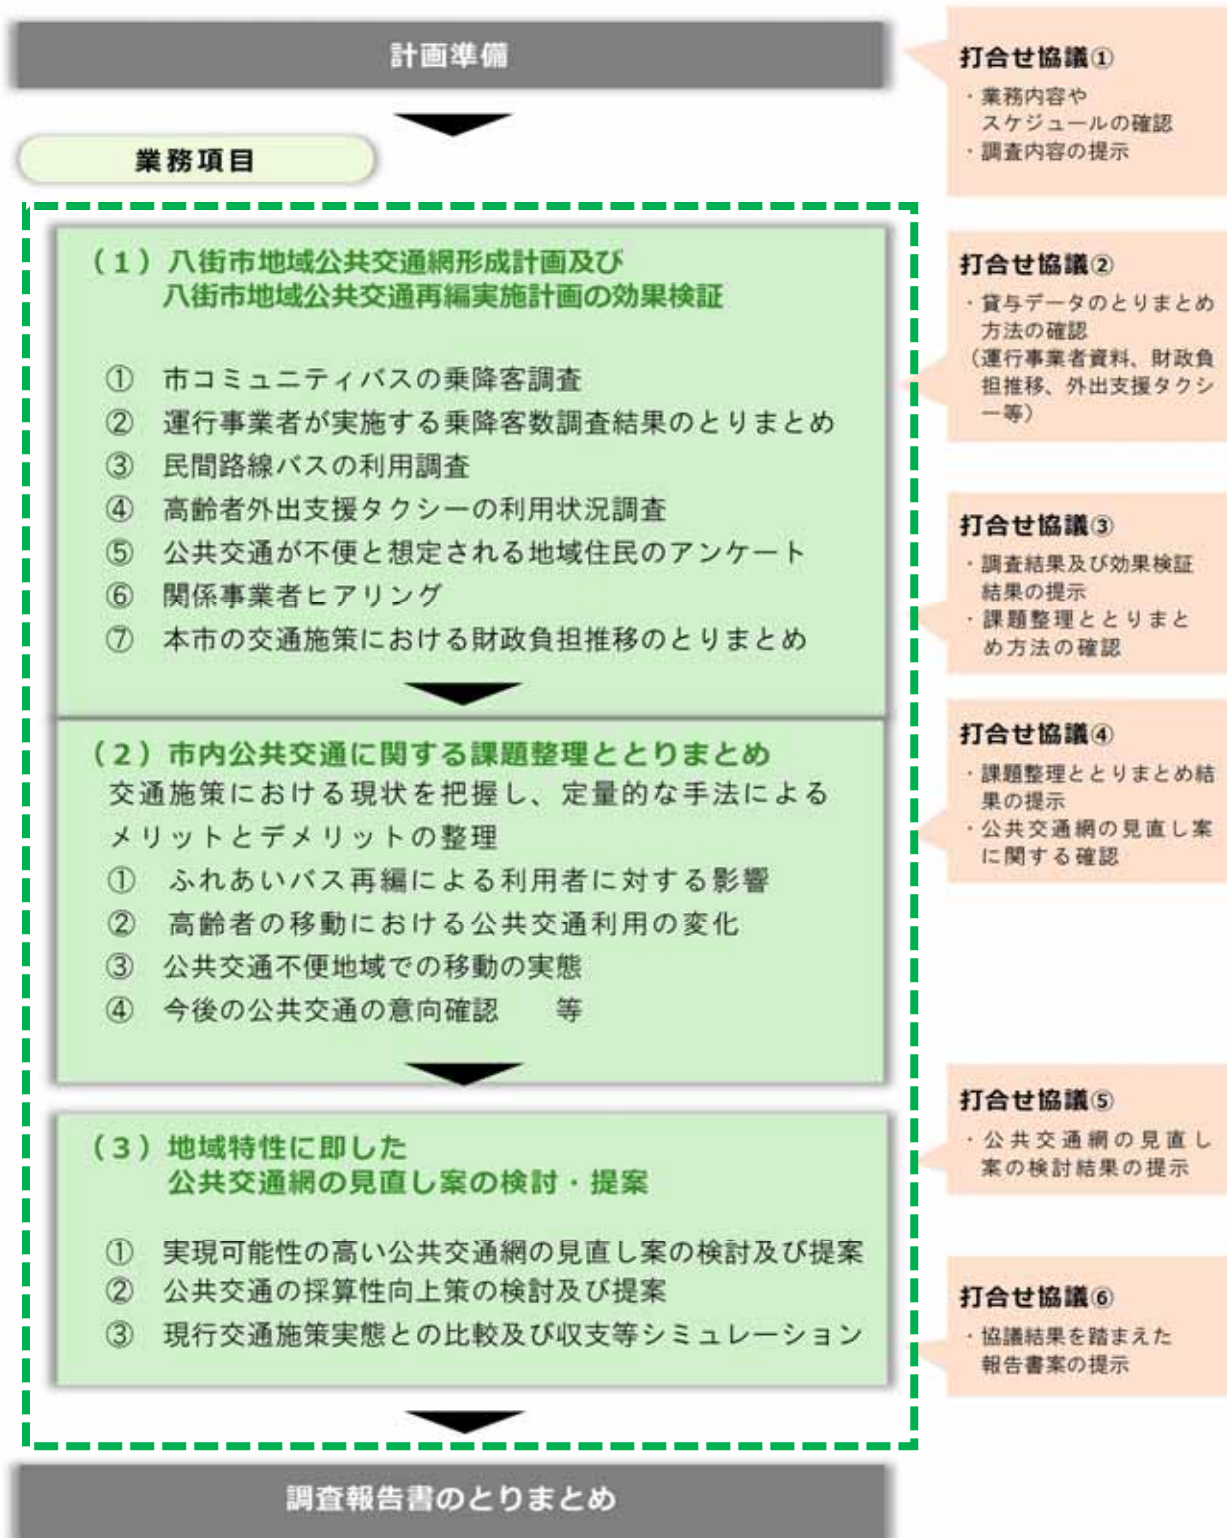 計画準備
業務項目
（１）八街市地域公共交通網形成計画及び
八街市地域公共交通再編実施計画の効果検証
① 市コミュニティバスの乗降客調査
② 運行事業者が実施する乗降客数調査結果のとりまとめ
③ 民間路線バスの利用調査
④ 高齢者外出支援タクシーの利用状況調査
⑤ 公共交通が不便と想定される地域住民のアンケート
⑥ 関係事業者ヒアリング
⑦ 本市の交通施策における財政負担推移のとりまとめ
（２）市内公共交通に関する課題整理ととりまとめ
交通施策における現状を把握し、定量的な手法による
メリットとデメリットの整理
① ふれあいバス再編による利用者に対する影響
② 高齢者の移動における公共交通利用の変化
③ 公共交通不便地域での移動の実態
④ 今後の公共交通の意向確認　等
（３）地域特性に即した
公共交通網の見直し案の検討・提案
① 実現可能性の高い公共交通網の見直し案の検討及び提案
② 公共交通の採算性向上策の検討及び提案
③ 現行交通施策実態との比較及び収支等シミュレーション
調査報告書のとりまとめ
打合せ協議①
・業務内容や
スケジュールの確認
・調査内容の提示
打合せ協議②
・貸与データのとりまとめ
方法の確認
（運行事業者資料、財政負
担推移、外出支援タクシ
ー等）
打合せ協議③
・調査結果及び効果検証
結果の提示
・課題整理ととりまと
め方法の確認
打合せ協議④
・課題整理ととりまとめ結
果の提示
・公共交通網の見直し案
に関する確認
打合せ協議⑤
・公共交通網の見直し
案の検討結果の提示
打合せ協議⑥
・協議結果を踏まえた
報告書案の提示